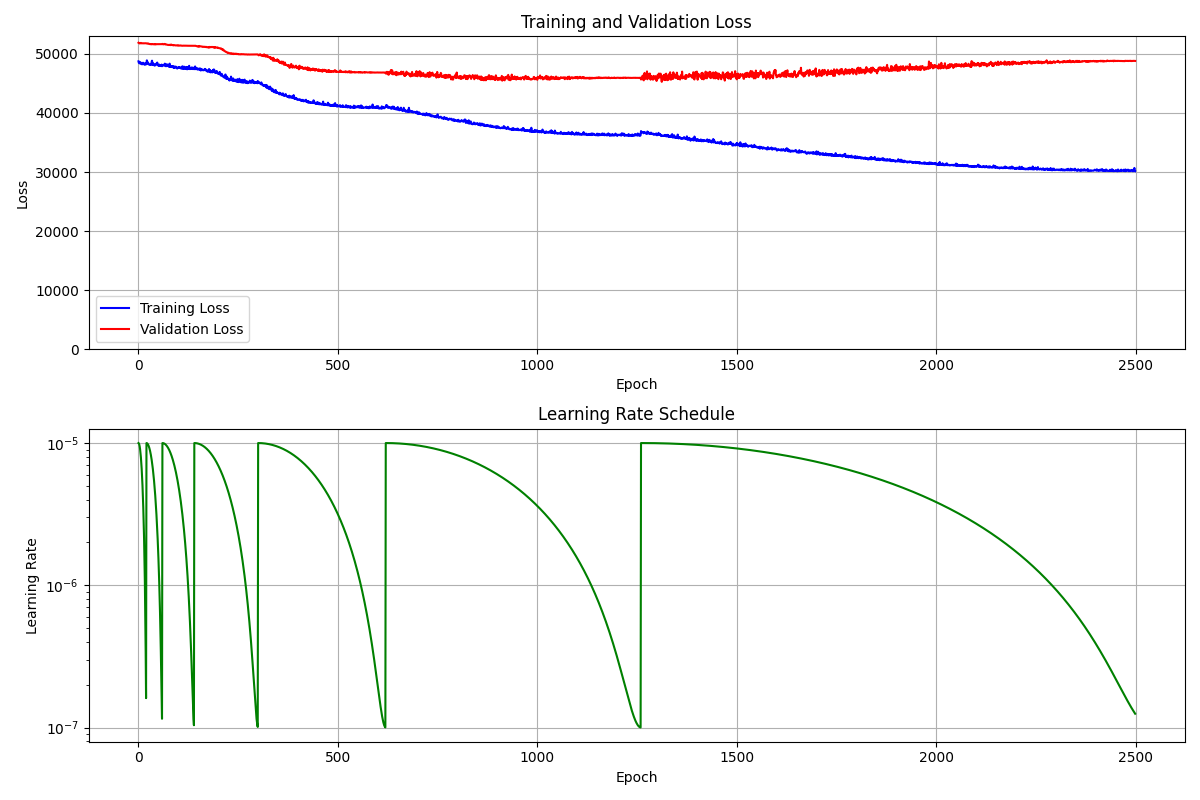 Training and Validation Loss
50000
40000
30000
20000
10000
0
Loss
Training Loss
Validation Loss
0 500 1000 1500 2000 2500
Epoch
Learning Rate Schedule
10⁻⁵
10⁻⁶
10⁻⁷
Learning Rate
0 500 1000 1500 2000 2500
Epoch